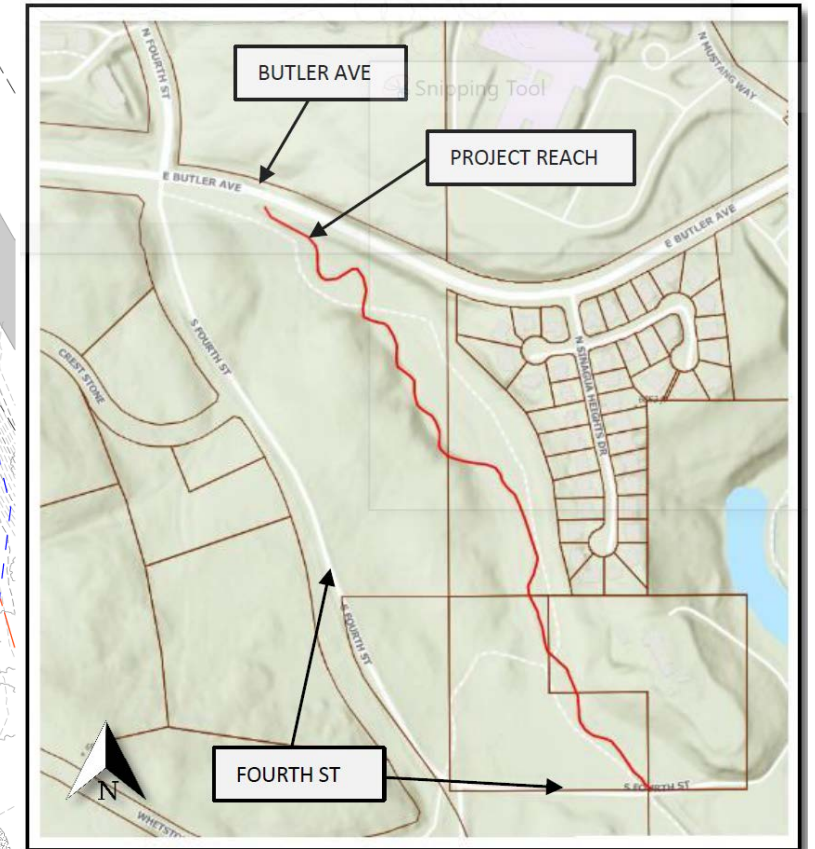 N FOURTH ST
BUTLER AVE
N MUSTANG WAY
Snipping Tool
PROJECT REACH
E BUTLER AVE
E BUTLER AVE
S FOURTH ST
N SINAGUA HEIGHTS DR
CREST STONE
S FOURTH ST
N
FOURTH ST
S FOURTH ST